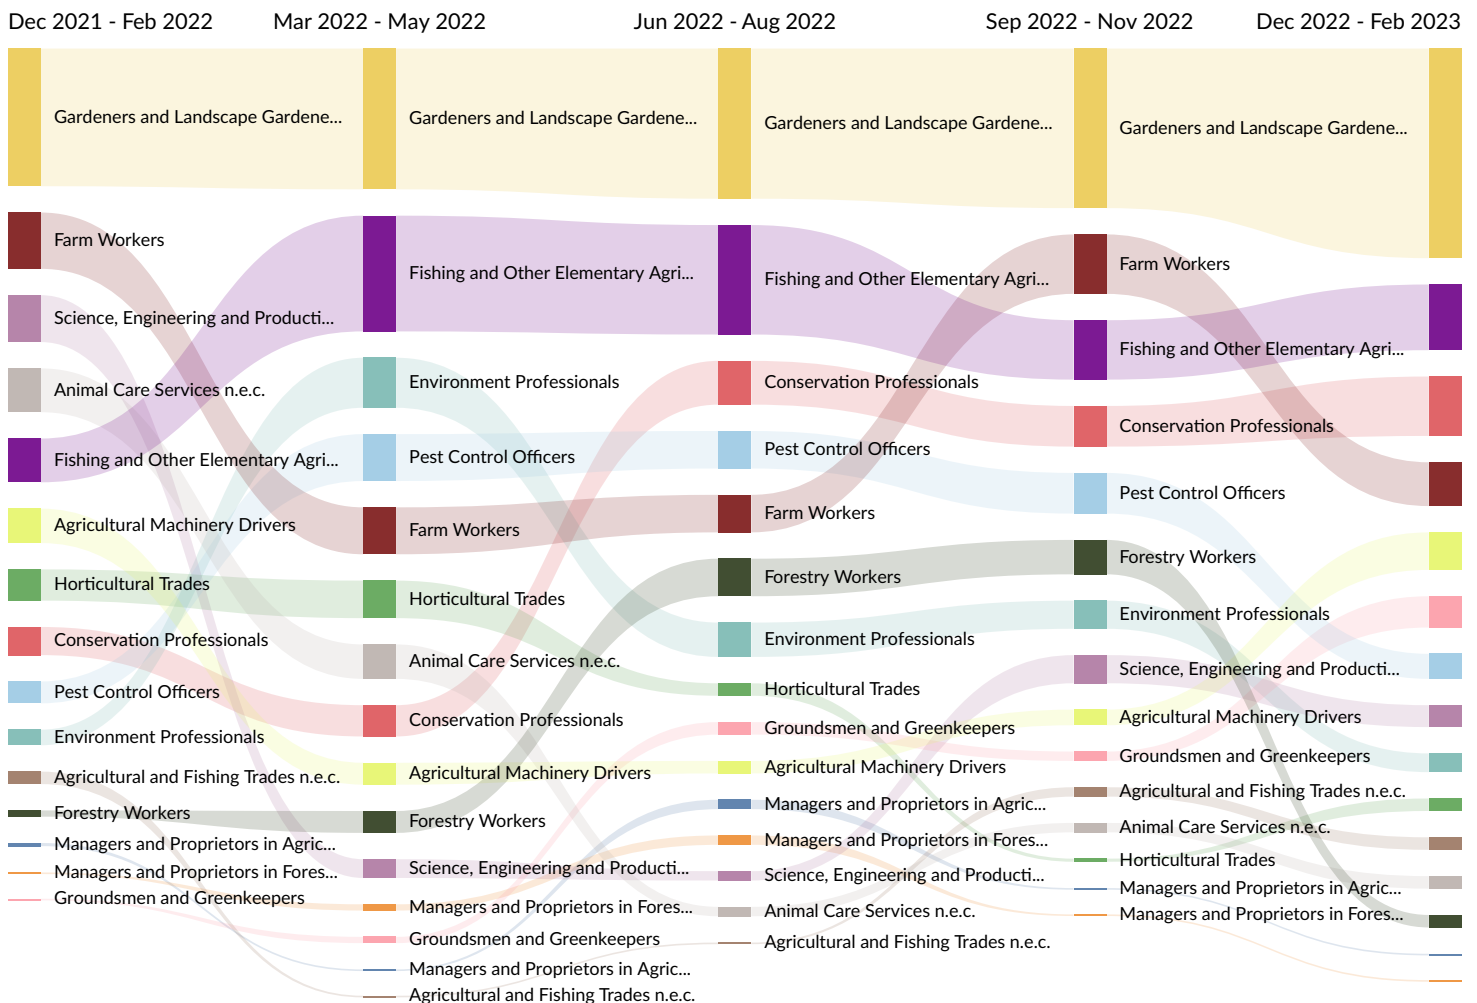 Dec 2021 - Feb 2022
Mar 2022 - May 2022
Jun 2022 - Aug 2022
Sep 2022 - Nov 2022
Dec 2022 - Feb 2023
Gardeners and Landscape Gardene...
Farm Workers
Science, Engineering and Producti...
Animal Care Services n.e.c.
Fishing and Other Elementary Agri...
Agricultural Machinery Drivers
Horticultural Trades
Conservation Professionals
Pest Control Officers
Environment Professionals
Agricultural and Fishing Trades n.e.c.
Forestry Workers
Managers and Proprietors in Agric...
Managers and Proprietors in Fores...
Groundsmen and Greenkeepers
Gardeners and Landscape Gardene...
Fishing and Other Elementary Agri...
Environment Professionals
Pest Control Officers
Farm Workers
Horticultural Trades
Animal Care Services n.e.c.
Conservation Professionals
Agricultural Machinery Drivers
Forestry Workers
Science, Engineering and Producti...
Managers and Proprietors in Fores...
Groundsmen and Greenkeepers
Managers and Proprietors in Agric...
Agricultural and Fishing Trades n.e.c.
Gardeners and Landscape Gardene...
Fishing and Other Elementary Agri...
Conservation Professionals
Pest Control Officers
Farm Workers
Forestry Workers
Environment Professionals
Horticultural Trades
Groundsmen and Greenkeepers
Agricultural Machinery Drivers
Managers and Proprietors in Agric...
Managers and Proprietors in Fores...
Science, Engineering and Producti...
Animal Care Services n.e.c.
Agricultural and Fishing Trades n.e.c.
Gardeners and Landscape Gardene...
Farm Workers
Fishing and Other Elementary Agri...
Conservation Professionals
Pest Control Officers
Forestry Workers
Environment Professionals
Science, Engineering and Producti...
Agricultural Machinery Drivers
Groundsmen and Greenkeepers
Agricultural and Fishing Trades n.e.c.
Animal Care Services n.e.c.
Horticultural Trades
Managers and Proprietors in Agric...
Managers and Proprietors in Fores...